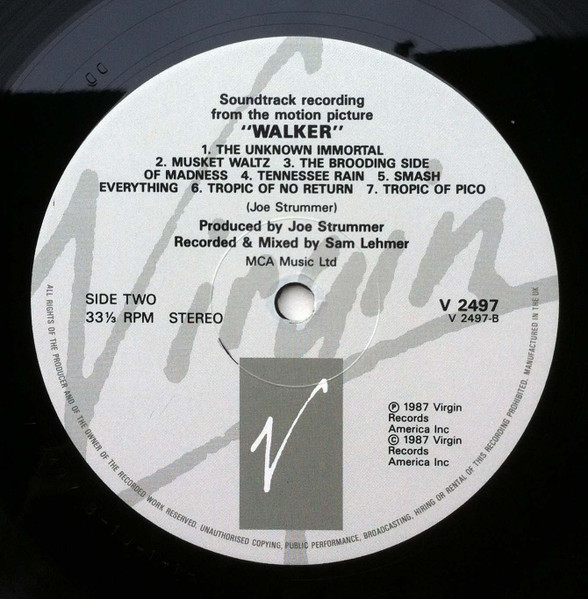 Soundtrack recording
from the motion picture
"WALKER"
1. THE UNKNOWN IMMORTAL
2. MUSKET WALTZ 3. THE BROODING SIDE
OF MADNESS 4. TENNESSEE RAIN 5. SMASH
EVERYTHING 6. TROPIC OF NO RETURN 7. TROPIC OF PICO
(Joe Strummer)
Produced by Joe Strummer
Recorded & Mixed by Sam Lehmer
MCA Music Ltd
SIDE TWO
33⅓ RPM STEREO
V 2497
V 2497-B
Ⓟ 1987 Virgin
Records
America Inc
© 1987 Virgin
Records
America Inc
Virgin
V
ALL RIGHTS OF THE PRODUCER AND OF THE OWNER OF THE RECORDED WORK RESERVED. UNAUTHORISED COPYING, PUBLIC PERFORMANCE, BROADCASTING, HIRING OR RENTAL OF THIS RECORDING PROHIBITED. MANUFACTURED IN THE UK